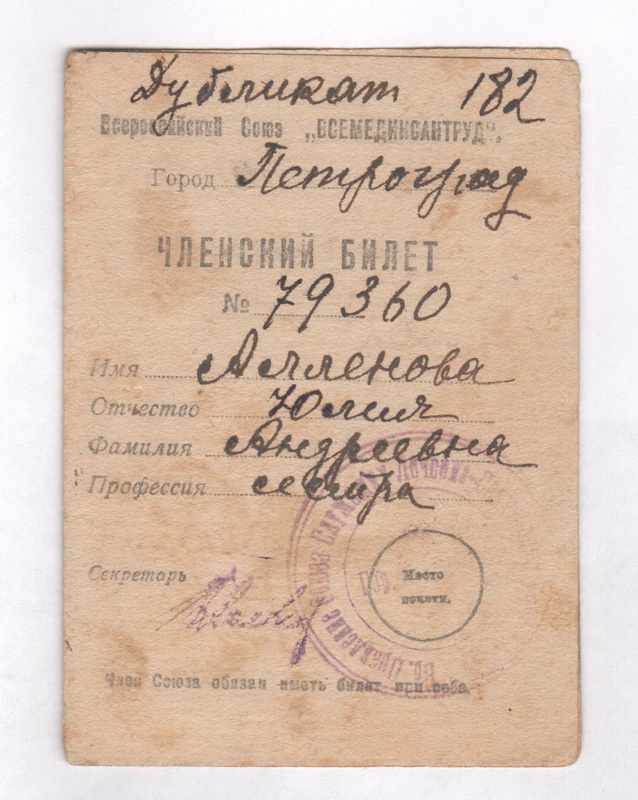 Дубликат 182
Всероссийский Союз „ВСЕМЕДИКСАНТРУД“.
Город Петроград
ЧЛЕНСКИЙ БИЛЕТ
№ 79360
Имя Алленова
Отчество Юлия
Фамилия Андреевна
Профессия сестра
Секретарь
Место
печати.
Член Союза обязан иметь билет при себе.